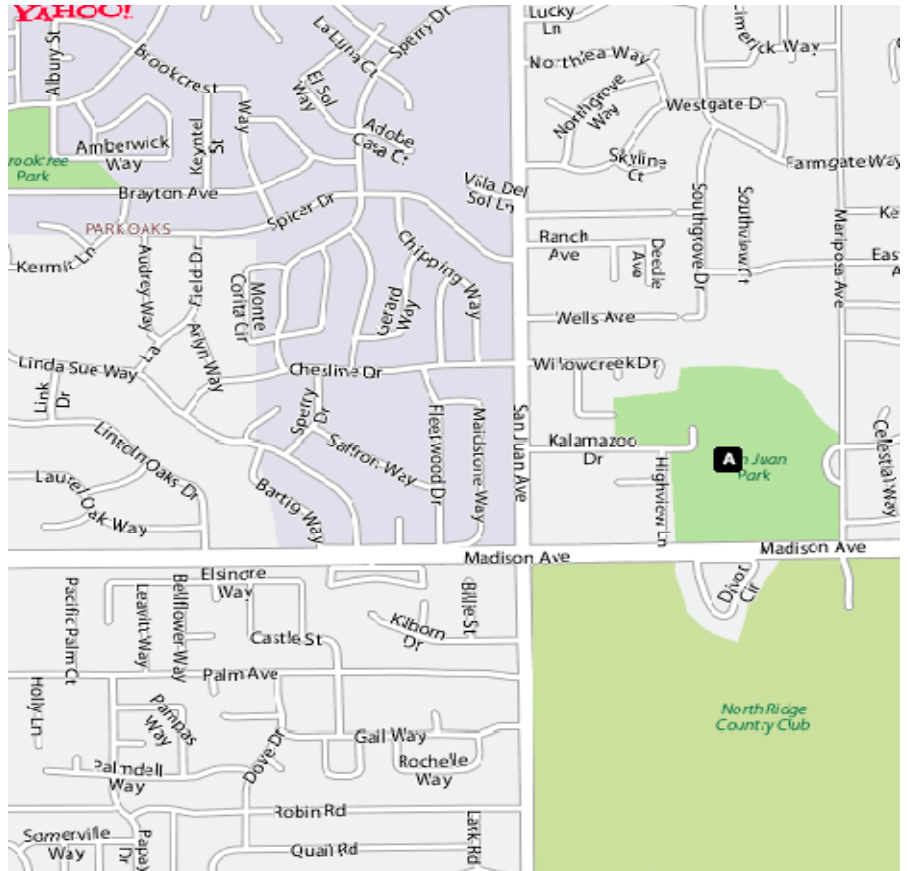 YAHOO!
Albury St
Brookcrest
Way
La Luna Ct
Sperry Dr
El Sol
Way
Adobe
Casa Ct
Amberwick
Way
Keyntel
St
Park
Brayton Ave
PARKOAKS
Spicer Dr
Kermit Ln
Audrey Way
Field Dr
La
Arlyn Way
Monte
Corita Cir
Chipping Way
Gerard
Way
Villa Del
Sol Ln
Lucky
Ln
Northlea Way
Northgrove
Way
Skyline
Ct
Westgate Dr
Way
Farmgate Way
Southgrove Dr
Southview Ct
Mariposa Ave
Ranch
Ave
Deedie
Ave
Wells Ave
Willowcreek Dr
Linda Sue Way
Link
Dr
Chesline Dr
Sperry
Dr
Saffron Way
Fleetwood Dr
Maidstone Way
San Juan Ave
Kalamazoo
Dr
Highview Ln
A
Juan
Park
Celestial Way
Lincoln Oaks Dr
Laurel Oak Way
Bartig Way
Madison Ave
Madison Ave
Divot
Cir
Elsinore
Way
Pacific Palm Ct
Leavitt Way
Bellflower Way
Castle St
Kilborn
Dr
Billie St
Palm Ave
Holly Ln
Pampas
Way
Dove Dr
Gail Way
Rochelle
Way
Palmdell
Way
North Ridge
Country Club
Robin Rd
Quail Rd
Lark Rd
Somerville
Way
Dr